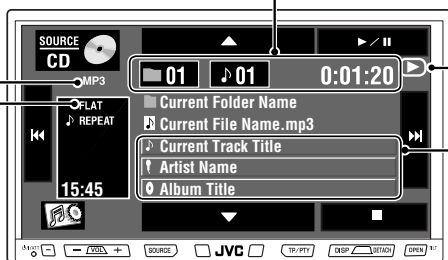 SOURCE
CD
MP3
01 01 0:01:20
FLAT
REPEAT
Current Folder Name
Current File Name.mp3
Current Track Title
Artist Name
Album Title
15:45
VOL
SOURCE
JVC
TP/PTY
DISP
DETACH
OPEN
TILT